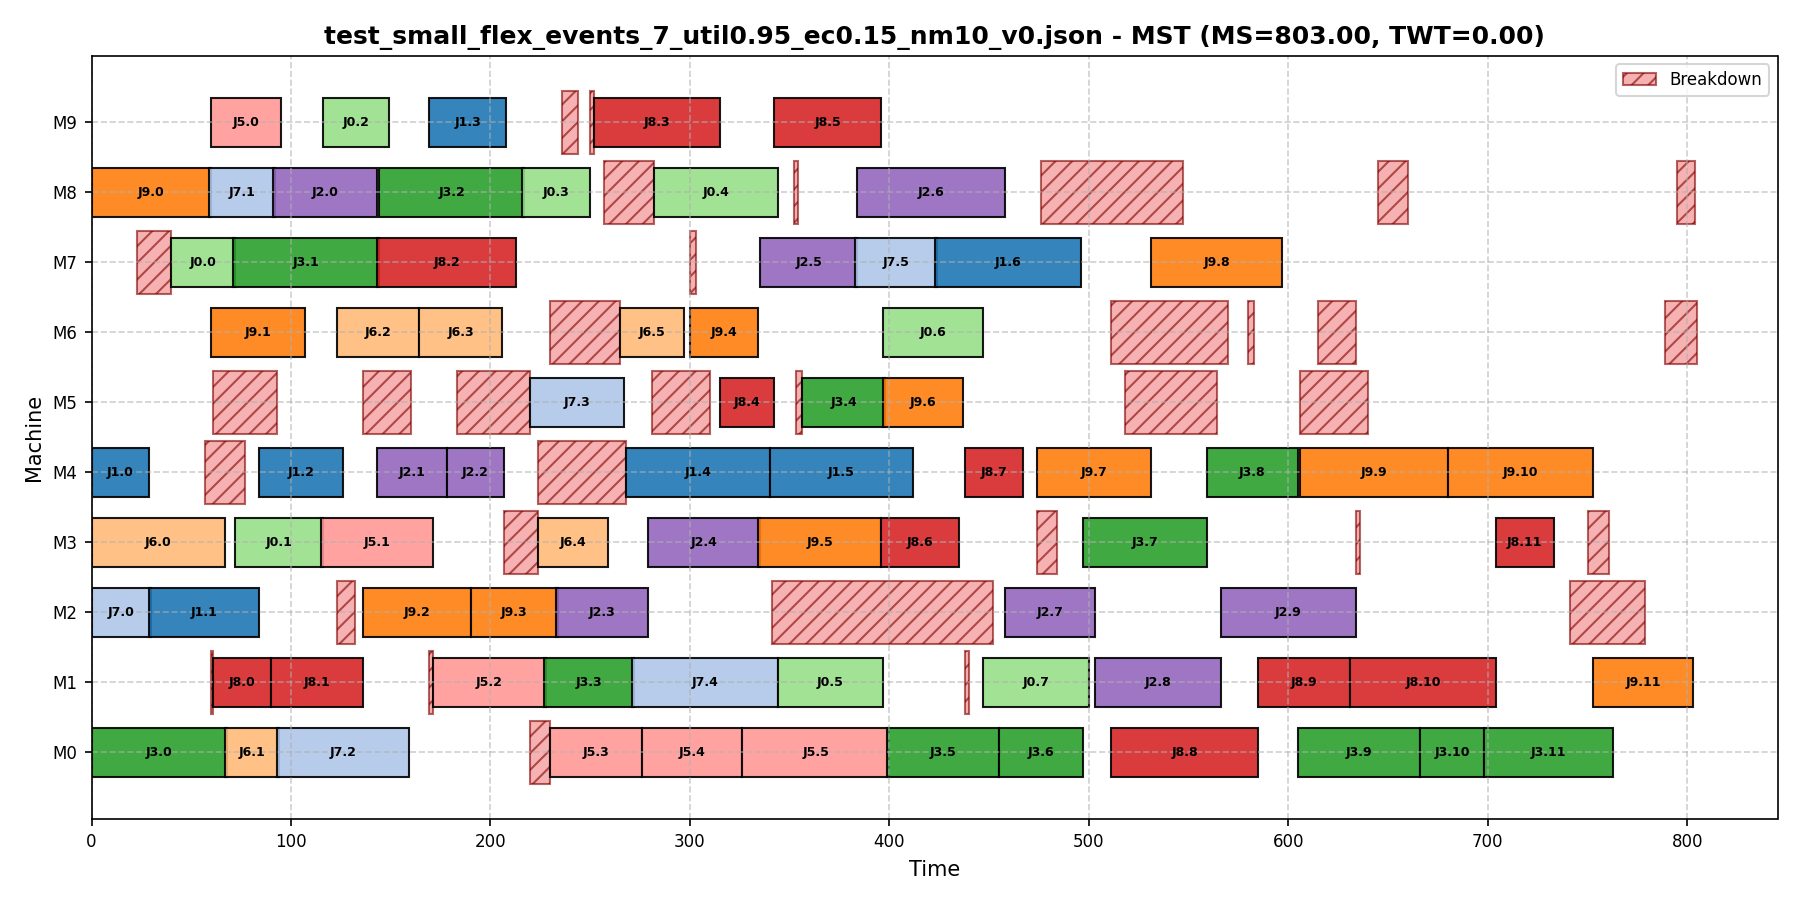 test_small_flex_events_7_util0.95_ec0.15_nm10_v0.json - MST (MS=803.00, TWT=0.00)
Breakdown
M9 J5.0 J0.2 J1.3 J8.3 J8.5
M8 J9.0 J7.1 J2.0 J3.2 J0.3 J0.4 J2.6
M7 J0.0 J3.1 J8.2 J2.5 J7.5 J1.6 J9.8
M6 J9.1 J6.2 J6.3 J6.5 J9.4 J0.6
M5 J7.3 J8.4 J3.4 J9.6
M4 J1.0 J1.2 J2.1 J2.2 J1.4 J1.5 J8.7 J9.7 J3.8 J9.9 J9.10
M3 J6.0 J0.1 J5.1 J6.4 J2.4 J9.5 J8.6 J3.7 J8.11
M2 J7.0 J1.1 J9.2 J9.3 J2.3 J2.7 J2.9
M1 J8.0 J8.1 J5.2 J3.3 J7.4 J0.5 J0.7 J2.8 J8.9 J8.10 J9.11
M0 J3.0 J6.1 J7.2 J5.3 J5.4 J5.5 J3.5 J3.6 J8.8 J3.9 J3.10 J3.11
Machine
0 100 200 300 400 500 600 700 800
Time